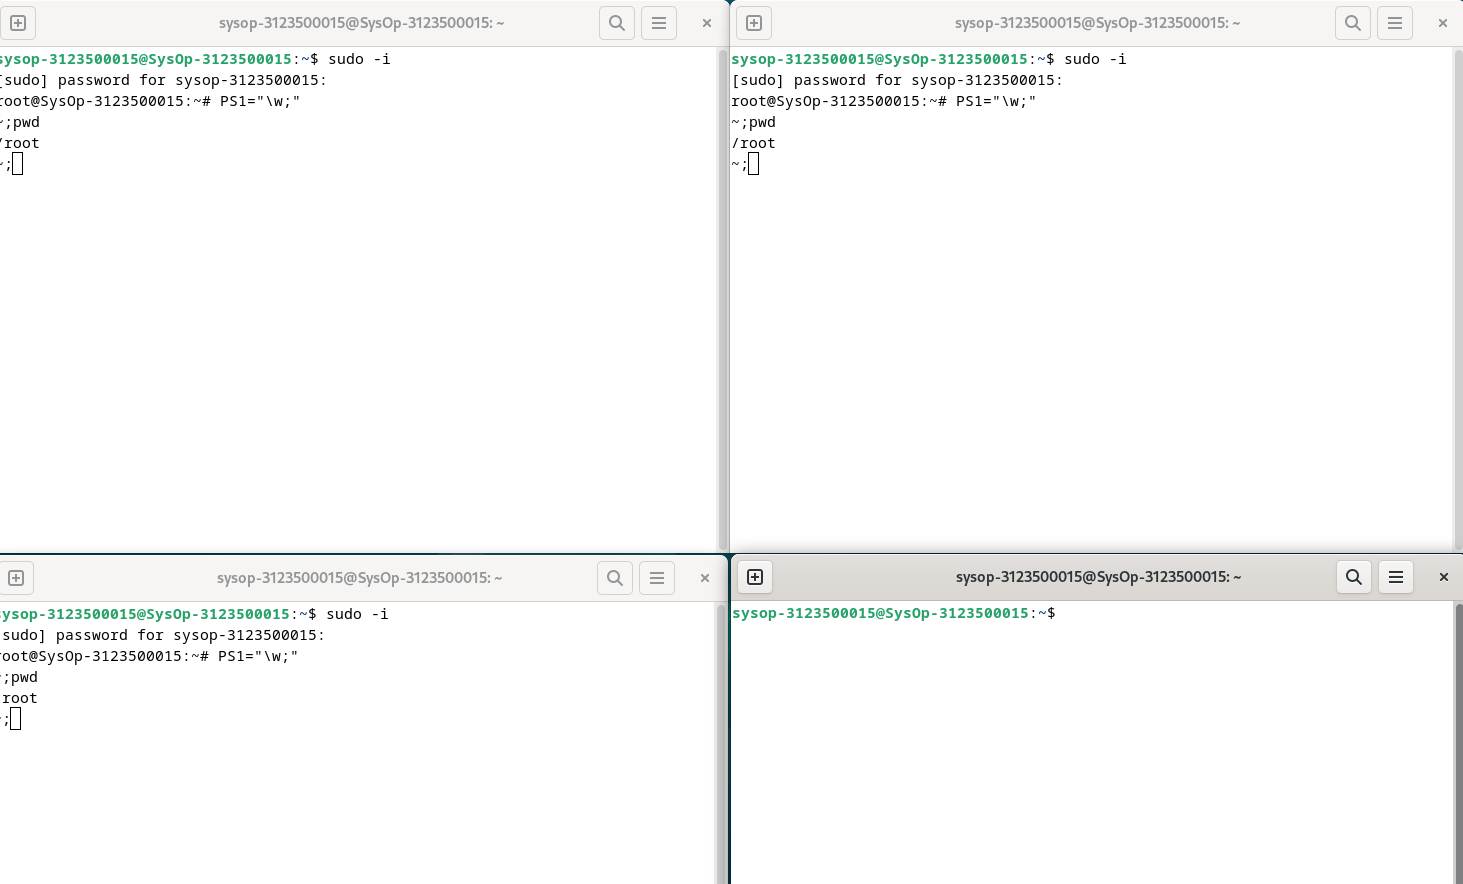 sysop-3123500015@SysOp-3123500015: ~
sysop-3123500015@SysOp-3123500015:~$ sudo -i
[sudo] password for sysop-3123500015:
root@SysOp-3123500015:~# PS1="\w;"
~;pwd
/root
~;
sysop-3123500015@SysOp-3123500015: ~
sysop-3123500015@SysOp-3123500015:~$ sudo -i
[sudo] password for sysop-3123500015:
root@SysOp-3123500015:~# PS1="\w;"
~;pwd
/root
~;
sysop-3123500015@SysOp-3123500015: ~
sysop-3123500015@SysOp-3123500015:~$ sudo -i
sudo] password for sysop-3123500015:
root@SysOp-3123500015:~# PS1="\w;"
~;pwd
root
~;
sysop-3123500015@SysOp-3123500015: ~
sysop-3123500015@SysOp-3123500015:~$